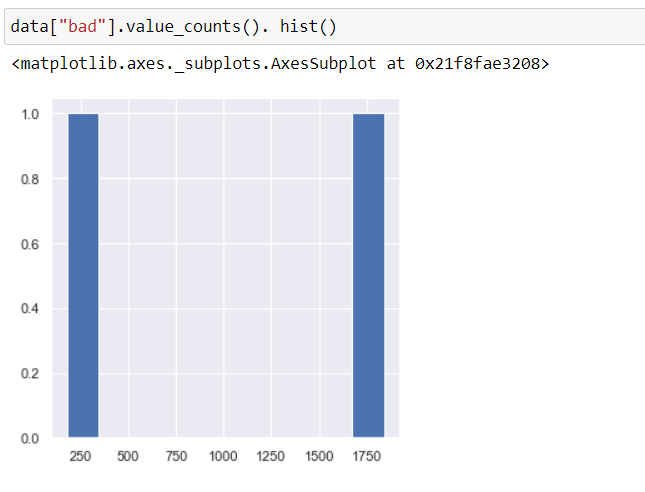 data["bad"].value_counts(). hist()
<matplotlib.axes._subplots.AxesSubplot at 0x21f8fae3208>
1.0
0.8
0.6
0.4
0.2
0.0
250 500 750 1000 1250 1500 1750